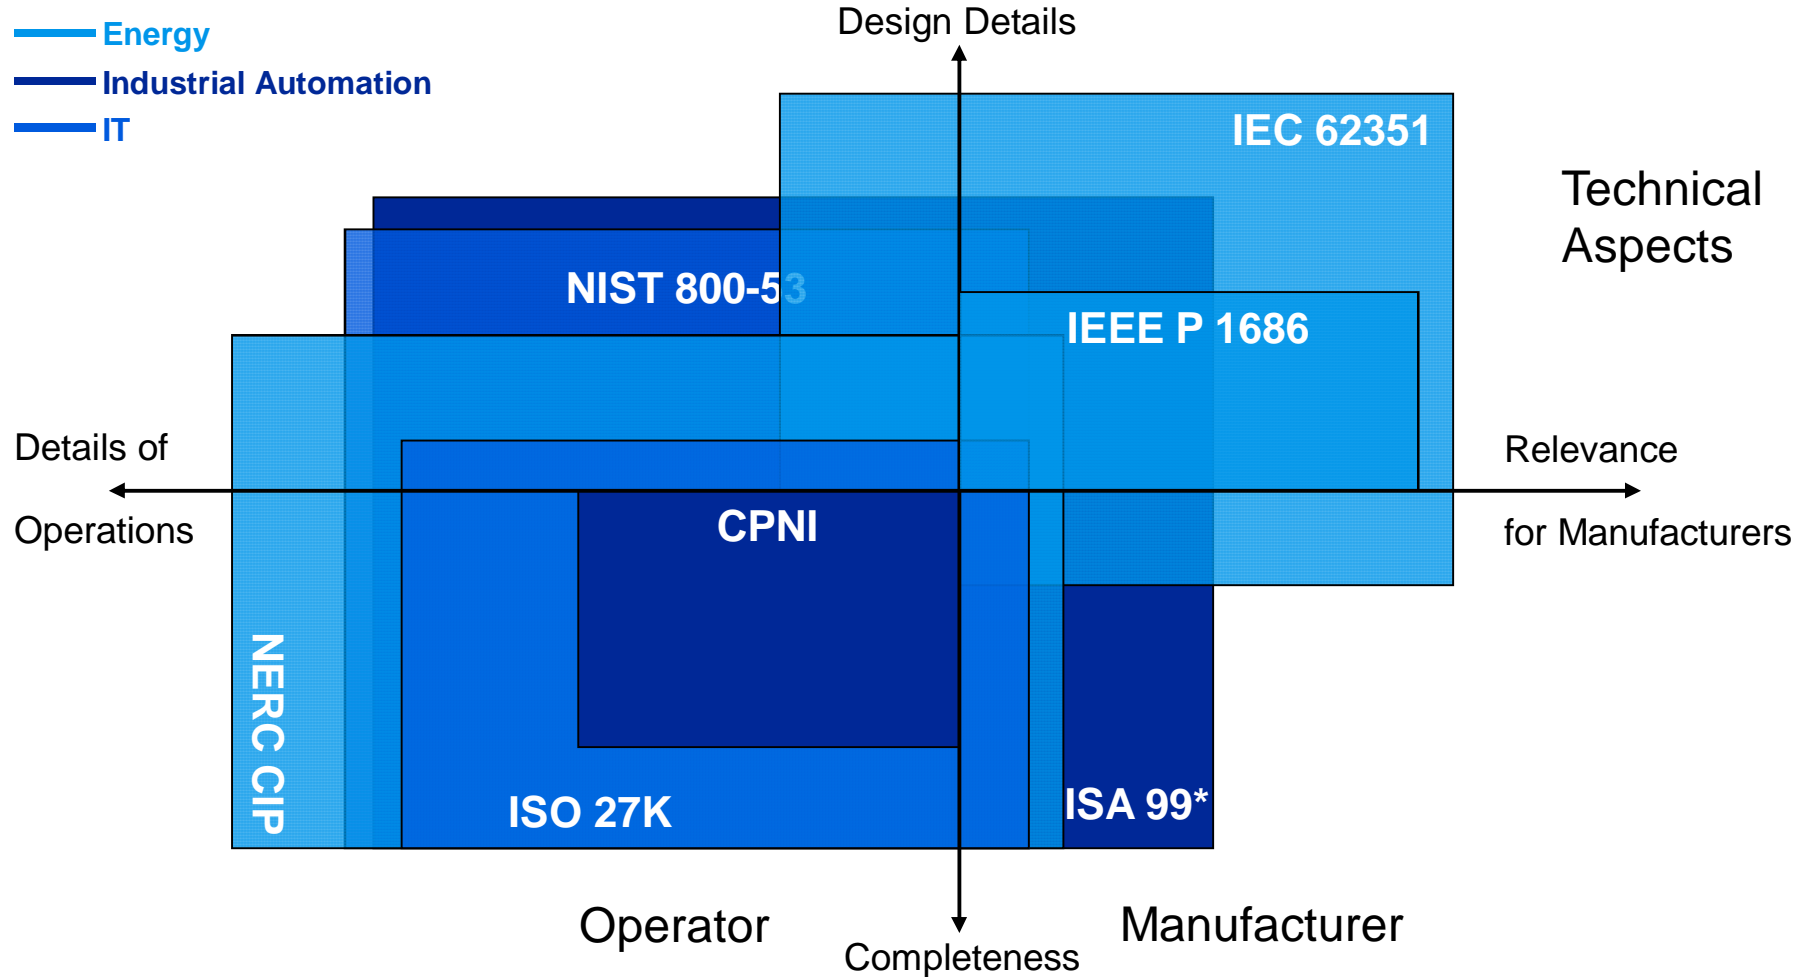 Energy
Industrial Automation
IT
Design Details
IEC 62351
Technical
Aspects
NIST 800-53
IEEE P 1686
Details of
Operations
Relevance
for Manufacturers
CPNI
NERC CIP
ISO 27K
ISA 99*
Operator
Manufacturer
Completeness